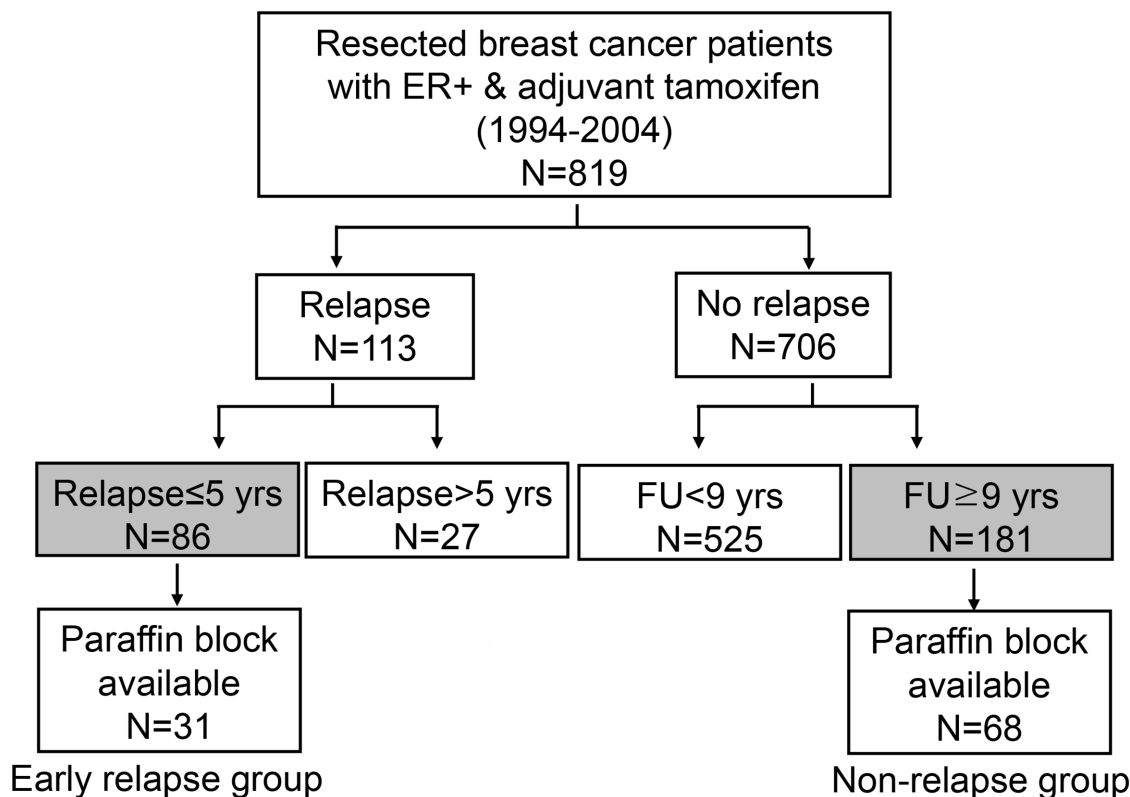 Resected breast cancer patients
with ER+ & adjuvant tamoxifen
(1994-2004)
N=819
Relapse
N=113
No relapse
N=706
Relapse≤5 yrs
N=86
Relapse>5 yrs
N=27
FU<9 yrs
N=525
FU≥9 yrs
N=181
Paraffin block
available
N=31
Paraffin block
available
N=68
Early relapse group
Non-relapse group